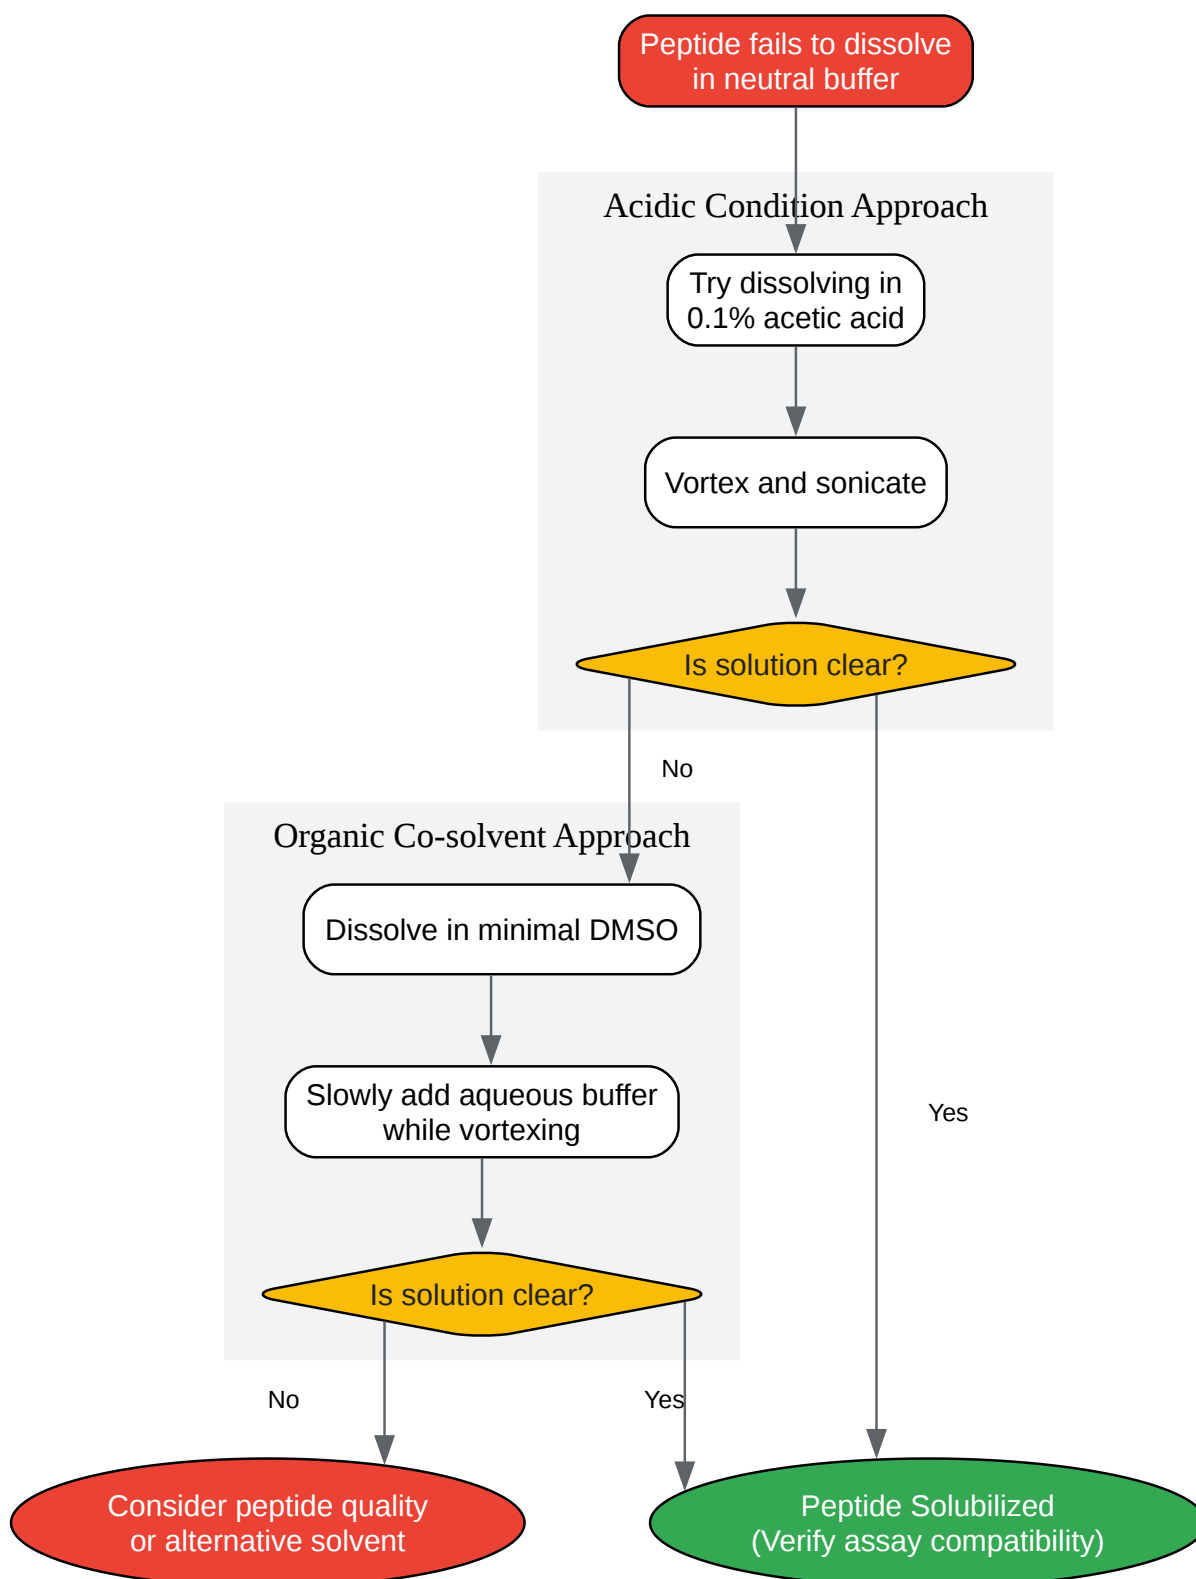 Peptide fails to dissolve
in neutral buffer
Acidic Condition Approach
Try dissolving in
0.1% acetic acid
Vortex and sonicate
Is solution clear?
No
Organic Co-solvent Approach
Dissolve in minimal DMSO
Slowly add aqueous buffer
while vortexing
Yes
Is solution clear?
No
Yes
Consider peptide quality
or alternative solvent
Peptide Solubilized
(Verify assay compatibility)